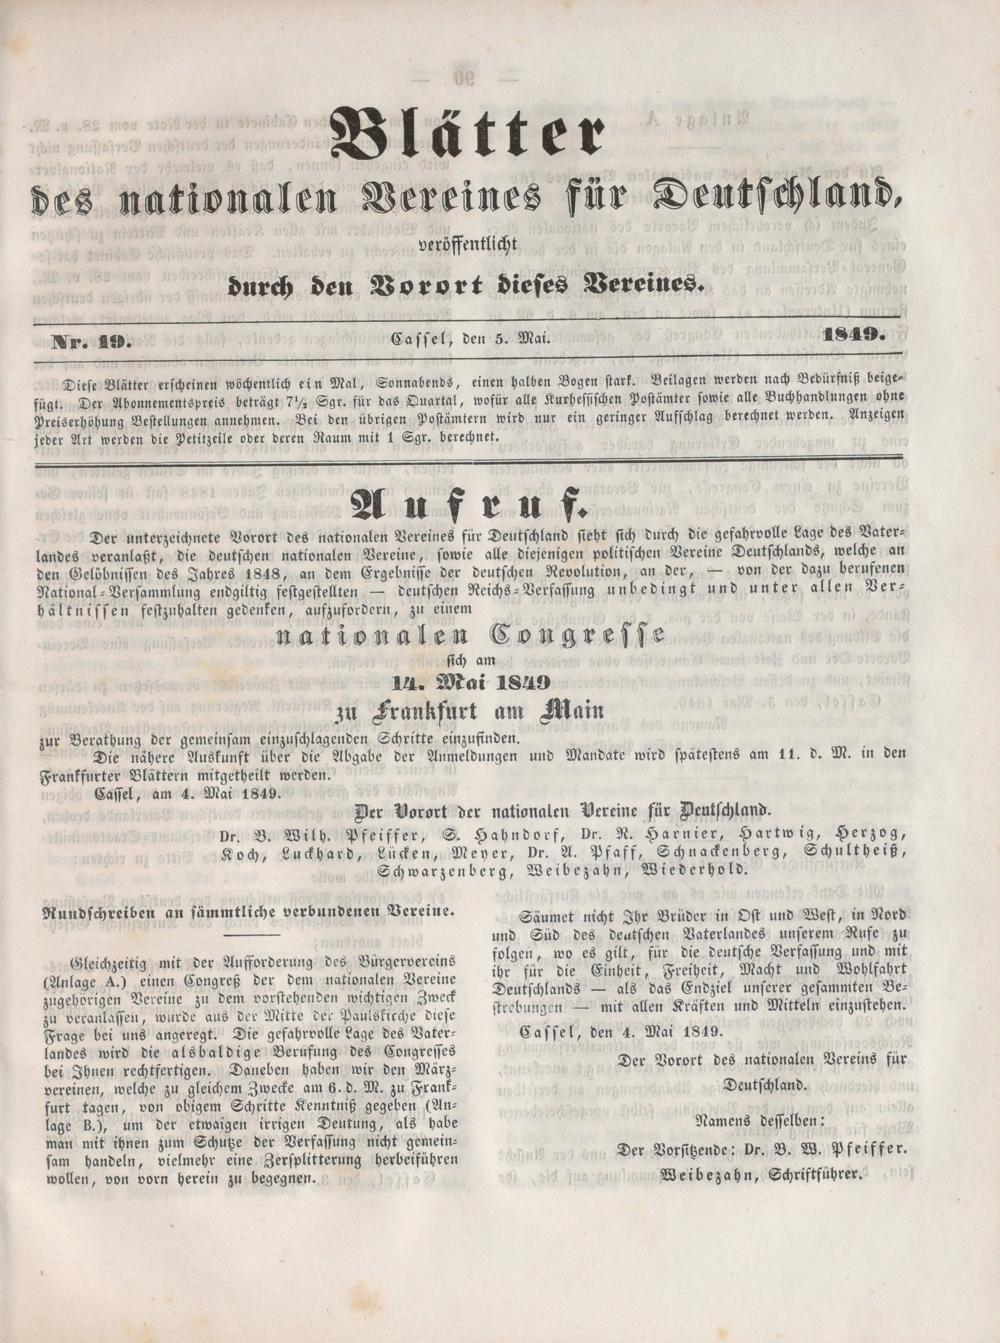 Blätter
des nationalen Vereines für Deutschland,
veröffentlicht
durch den Vorort dieses Vereines.
Nr. 19. Cassel, den 5. Mai. 1849.
Diese Blätter erscheinen wöchentlich ein Mal, Sonnabends, einen halben Bogen stark. Beilagen werden nach Bedürfniß beige-
fügt. Der Abonnementspreis beträgt 7½ Sgr. für das Quartal, wofür alle Kurhessischen Postämter sowie alle Buchhandlungen ohne
Preiserhöhung Bestellungen annehmen. Bei den übrigen Postämtern wird nur ein geringer Aufschlag berechnet werden. Anzeigen
jeder Art werden die Petitzeile oder deren Raum mit 1 Sgr. berechnet.
Aufruf.
Der unterzeichnete Vorort des nationalen Vereines für Deutschland sieht sich durch die gefahrvolle Lage des Vater-
landes veranlaßt, die deutschen nationalen Vereine, sowie alle diejenigen politischen Vereine Deutschlands, welche an
den Gelöbnissen des Jahres 1848, an dem Ergebnisse der deutschen Revolution, an der, — von der dazu berufenen
National-Versammlung endgiltig festgestellten — deutschen Reichs-Verfassung unbedingt und unter allen Ver-
hältnissen festzuhalten gedenken, aufzufordern, zu einem
nationalen Congresse
sich am
14. Mai 1849
zu Frankfurt am Main
zur Berathung der gemeinsam einzuschlagenden Schritte einzufinden.
Die nähere Auskunft über die Abgabe der Anmeldungen und Mandate wird spätestens am 11. d. M. in den
Frankfurter Blättern mitgetheilt werden.
Cassel, am 4. Mai 1849.
Der Vorort der nationalen Vereine für Deutschland.
Dr. B. Wilh. Pfeiffer, S. Hahndorf, Dr. R. Harnier, Hartwig, Herzog,
Koch, Luckhard, Lücken, Meyer, Dr. A. Pfaff, Schnackenberg, Schultheiß,
Schwarzenberg, Weibezahn, Wiederhold.
Rundschreiben an sämmtliche verbundenen Vereine.
Gleichzeitig mit der Aufforderung des Bürgervereins
(Anlage A.) einen Congreß der dem nationalen Vereine
zugehörigen Vereine zu dem vorstehenden wichtigen Zweck
zu veranlassen, wurde aus der Mitte der Paulskirche diese
Frage bei uns angeregt. Die gefahrvolle Lage des Vater-
landes wird die alsbaldige Berufung des Congresses
bei Ihnen rechtfertigen. Daneben haben wir den März-
vereinen, welche zu gleichem Zwecke am 6. d. M. zu Frank-
furt tagen, von obigem Schritte Kenntniß gegeben (An-
lage B.), um der etwaigen irrigen Deutung, als habe
man mit ihnen zum Schutze der Verfassung nicht gemein-
sam handeln, vielmehr eine Zersplitterung herbeiführen
wollen, von vorn herein zu begegnen.
Säumet nicht Ihr Brüder in Ost und West, in Nord
und Süd des deutschen Vaterlandes unserem Rufe zu
folgen, wo es gilt, für die deutsche Verfassung und mit
ihr für die Einheit, Freiheit, Macht und Wohlfahrt
Deutschlands — als das Endziel unserer gesammten Be-
strebungen — mit allen Kräften und Mitteln einzustehen.
Cassel, den 4. Mai 1849.
Der Vorort des nationalen Vereins für
Deutschland.
Namens desselben:
Der Vorsitzende: Dr. B. W. Pfeiffer.
Weibezahn, Schriftführer.